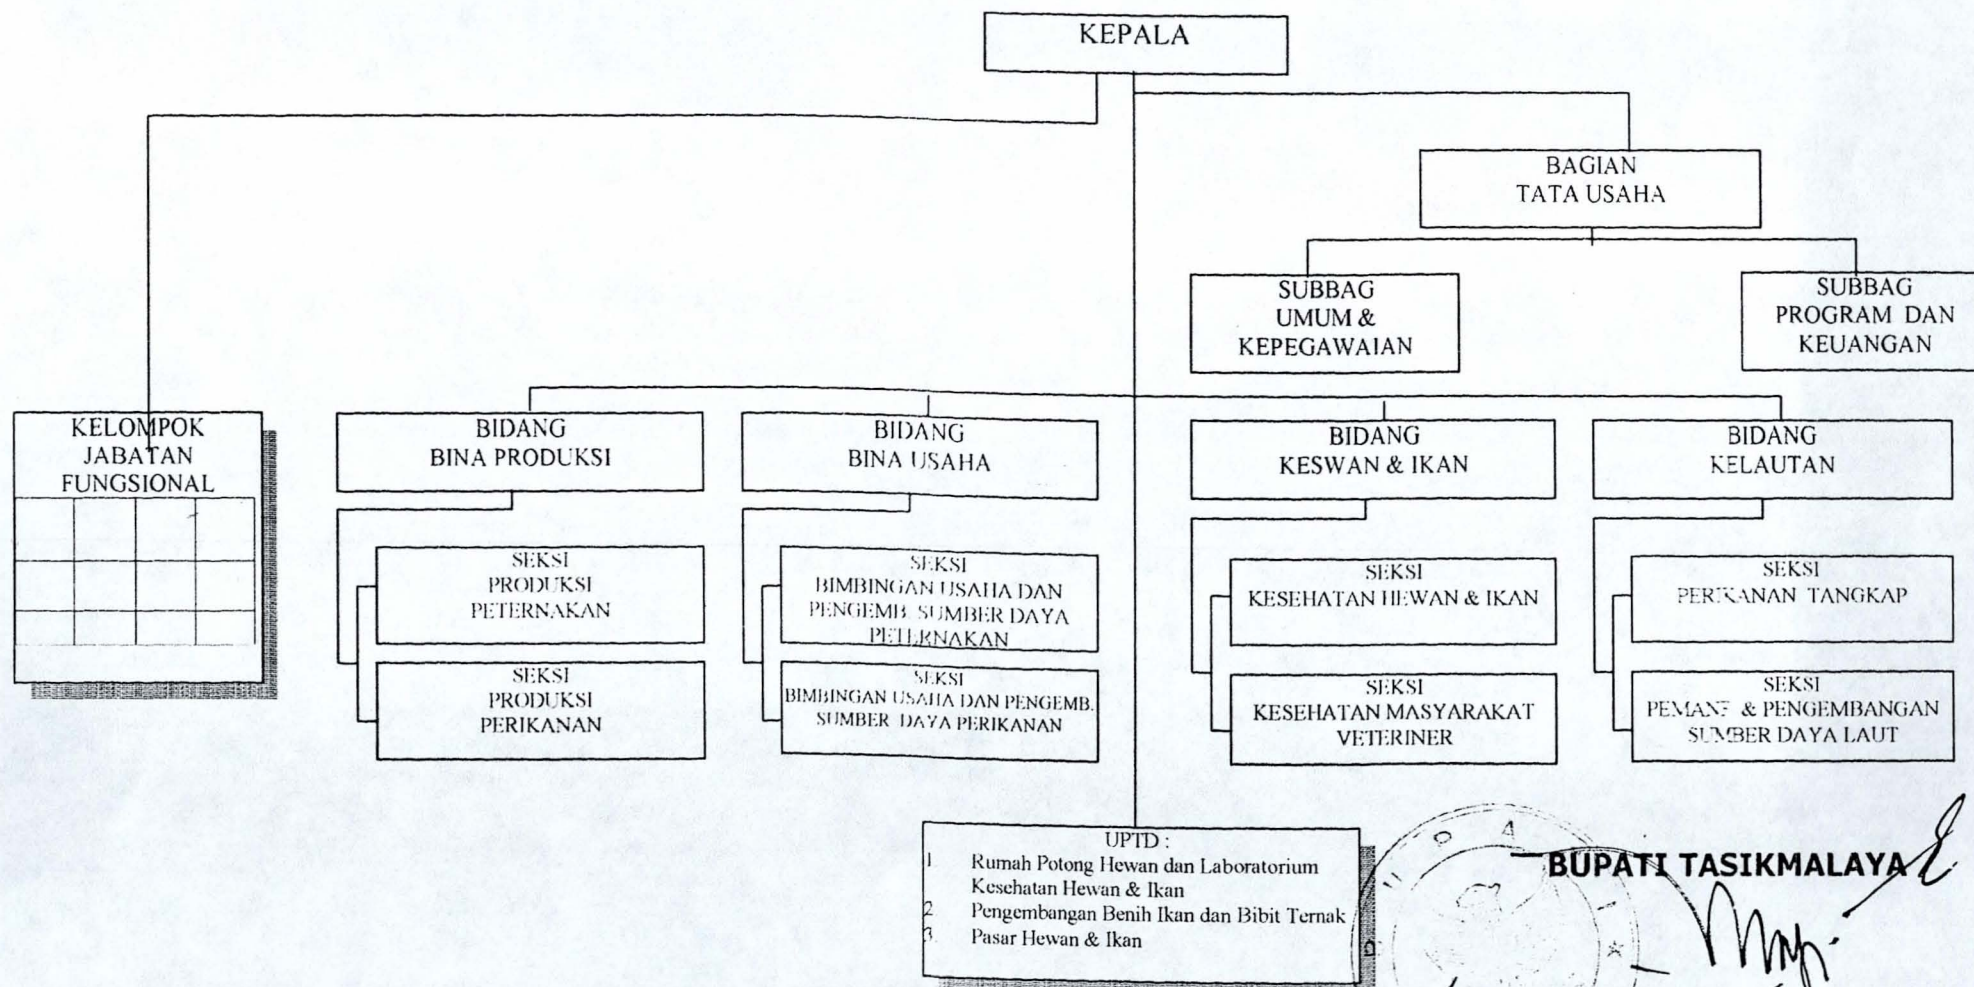 KEPALA
BAGIAN
TATA USAHA
SUBBAG
UMUM &
KEPEGAWAIAN
SUBBAG
PROGRAM DAN
KEUANGAN
KELOMPOK
JABATAN
FUNGSIONAL
BIDANG
BINA PRODUKSI
BIDANG
BINA USAHA
BIDANG
KESWAN & IKAN
BIDANG
KELAUTAN
SEKSI
PRODUKSI
PETERNAKAN
SEKSI
PRODUKSI
PERIKANAN
SEKSI
BIMBINGAN USAHA DAN
PENGEMB. SUMBER DAYA
PETERNAKAN
SEKSI
BIMBINGAN USAHA DAN PENGEMB.
SUMBER DAYA PERIKANAN
SEKSI
KESEHATAN HEWAN & IKAN
SEKSI
KESEHATAN MASYARAKAT
VETERINER
SEKSI
PERIKANAN TANGKAP
SEKSI
PEMANF & PENGEMBANGAN
SUMBER DAYA LAUT
UPTD :
1 Rumah Potong Hewan dan Laboratorium
Kesehatan Hewan & Ikan
2 Pengembangan Benih Ikan dan Bibit Ternak
3 Pasar Hewan & Ikan
BUPATI TASIKMALAYA